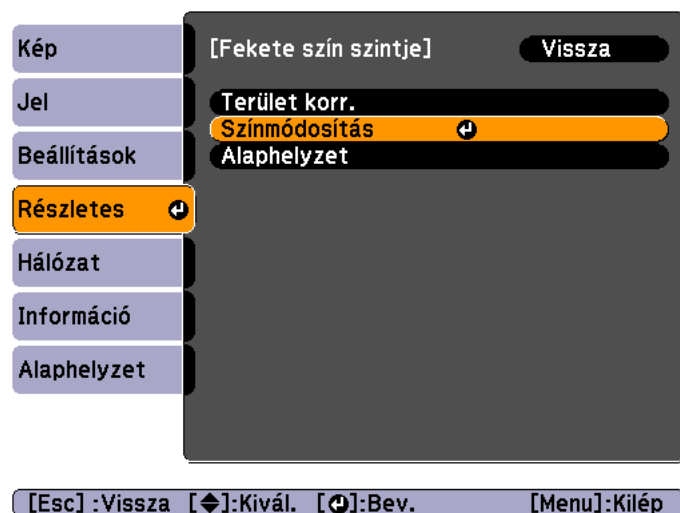 Kép
Jel
Beállítások
Részletes
Hálózat
Információ
Alaphelyzet
[Fekete szín szintje] Vissza
Terület korr.
Színmódosítás
Alaphelyzet
[Esc] :Vissza [◆]:Kivál. [⏎]:Bev. [Menu]:Kilép